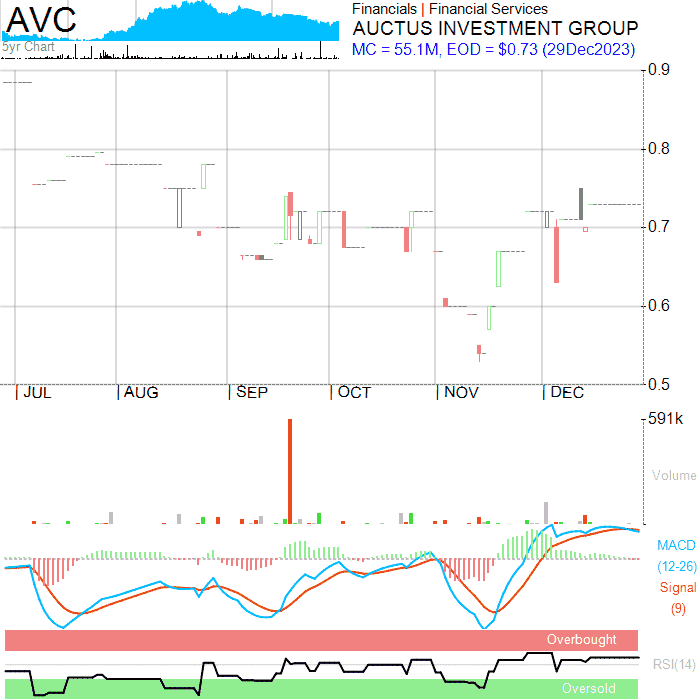 AVC
5yr Chart
Financials | Financial Services
AUCTUS INVESTMENT GROUP
MC = 55.1M, EOD = $0.73 (29Dec2023)
0.9
0.8
0.7
0.6
0.5
| JUL | AUG | SEP | OCT | NOV | DEC
591k
Volume
MACD
(12-26)
Signal
(9)
Overbought
RSI(14)
Oversold